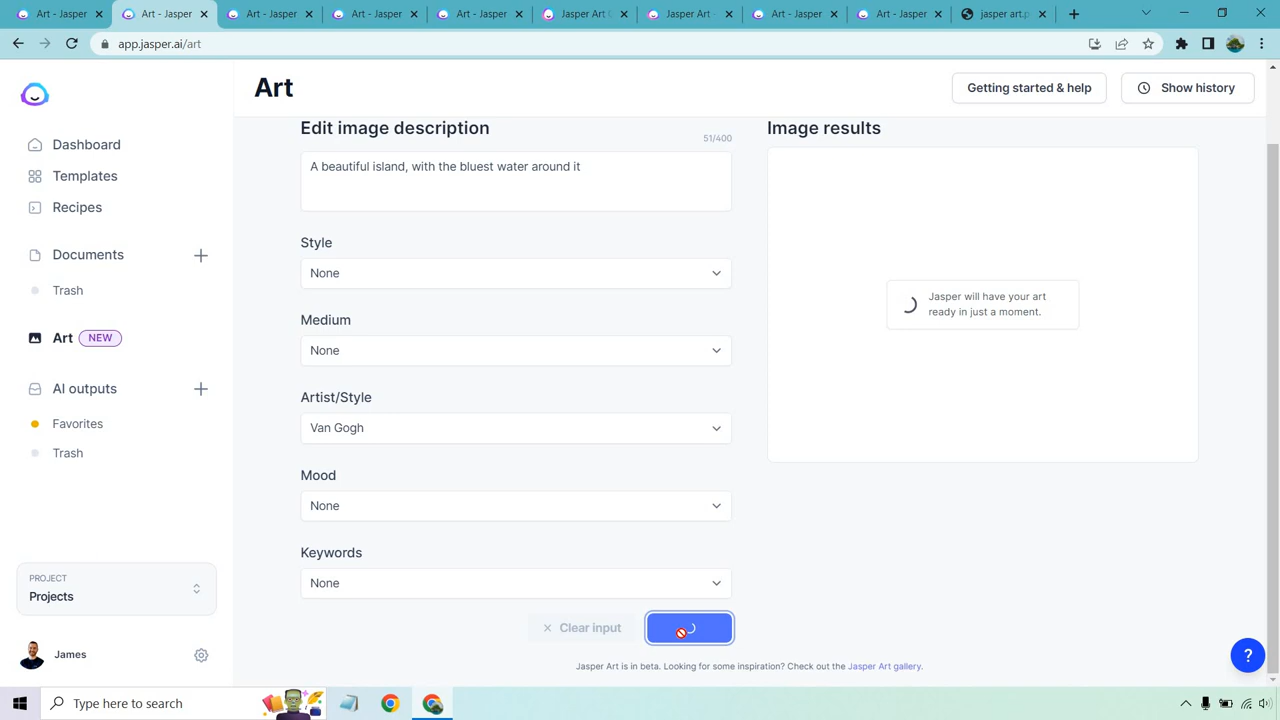 Jasper - Art
Jasper - Art
Jasper - Art
Jasper - Art
Jasper Art
Jasper - Art
Jasper - Art
Jasper art.p
app.jasper.ai/art
Art
Getting started & help
Show history
Dashboard
Templates
Recipes
Documents
Trash
Art
NEW
AI outputs
Favorites
Trash
PROJECT
Projects
James
Edit image description
51/400
A beautiful island, with the bluest water around it
Style
None
Medium
None
Artist/Style
Van Gogh
Mood
None
Keywords
None
Clear input
Jasper Art is in beta. Looking for some inspiration? Check out the Jasper Art gallery.
Image results
Jasper will have your art
ready in just a moment.
?
Type here to search